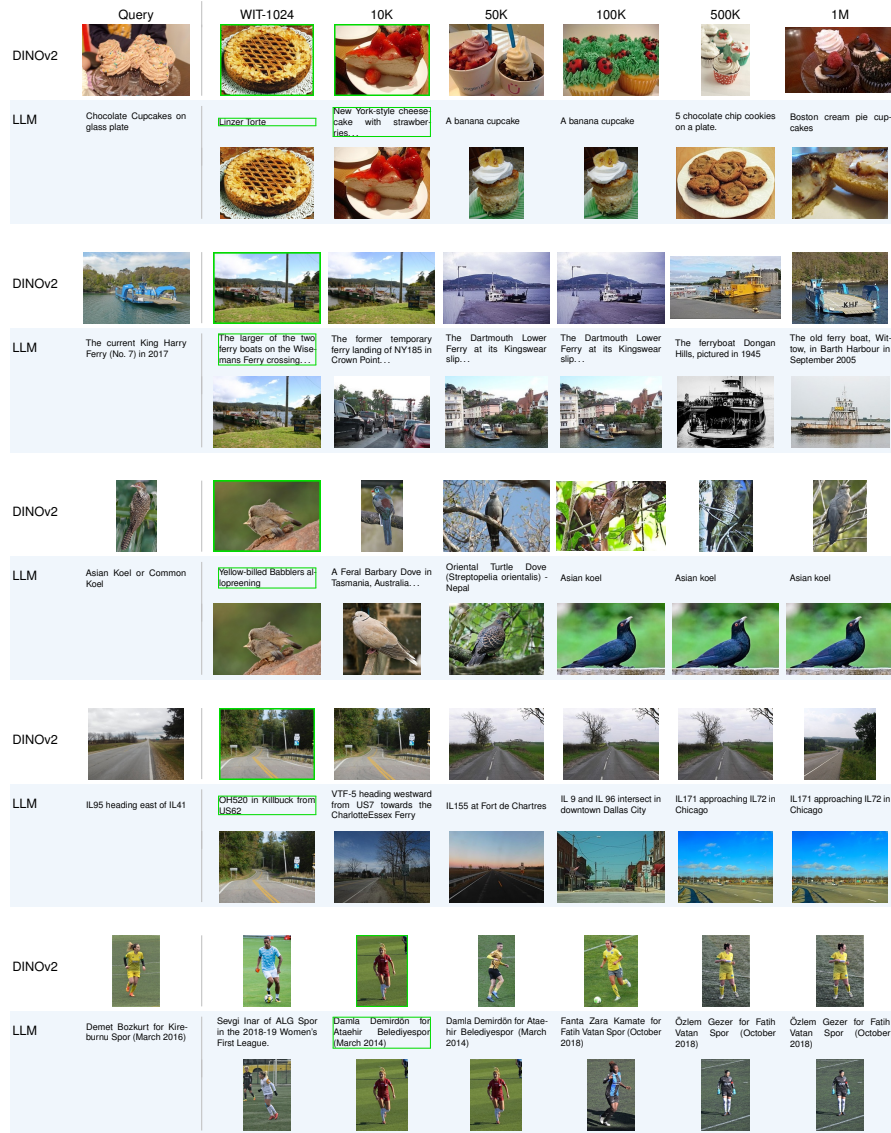 Query WIT-1024 10K 50K 100K 500K 1M
DINOv2
LLM
Chocolate Cupcakes on
glass plate
Linzer Torte
New York-style cheese-
cake with strawber-
ries...
A banana cupcake
A banana cupcake
5 chocolate chip cookies
on a plate.
Boston cream pie cup-
cakes
DINOv2
KHF
LLM
The current King Harry
Ferry (No. 7) in 2017
The larger of the two
ferry boats on the Wise-
mans Ferry crossing...
The former temporary
ferry landing of NY185 in
Crown Point...
The Dartmouth Lower
Ferry at its Kingswear
slip...
The Dartmouth Lower
Ferry at its Kingswear
slip...
The ferryboat Dongan
Hills, pictured in 1945
The old ferry boat, Wit-
tow, in Barth Harbour in
September 2005
DINOv2
LLM
Asian Koel or Common
Koel
Yellow-billed Babblers al-
lopreening
A Feral Barbary Dove in
Tasmania, Australia...
Oriental Turtle Dove
(Streptopelia orientalis) -
Nepal
Asian koel
Asian koel
Asian koel
DINOv2
LLM
IL95 heading east of IL41
OH520 in Killbuck from
US62
VTF-5 heading westward
from US7 towards the
CharlotteEssex Ferry
IL155 at Fort de Chartres
IL 9 and IL 96 intersect in
downtown Dallas City
IL171 approaching IL72 in
Chicago
IL171 approaching IL72 in
Chicago
DINOv2
LLM
Demet Bozkurt for Kire-
burnu Spor (March 2016)
Sevgi Inar of ALG Spor
in the 2018-19 Women's
First League.
Damla Demirdön for
Ataehir Belediyespor
(March 2014)
Damla Demirdön for Atae-
hir Belediyespor (March
2014)
Fanta Zara Kamate for
Fatih Vatan Spor (October
2018)
Özlem Gezer for Fatih
Vatan Spor (October
2018)
Özlem Gezer for Fatih
Vatan Spor (October
2018)